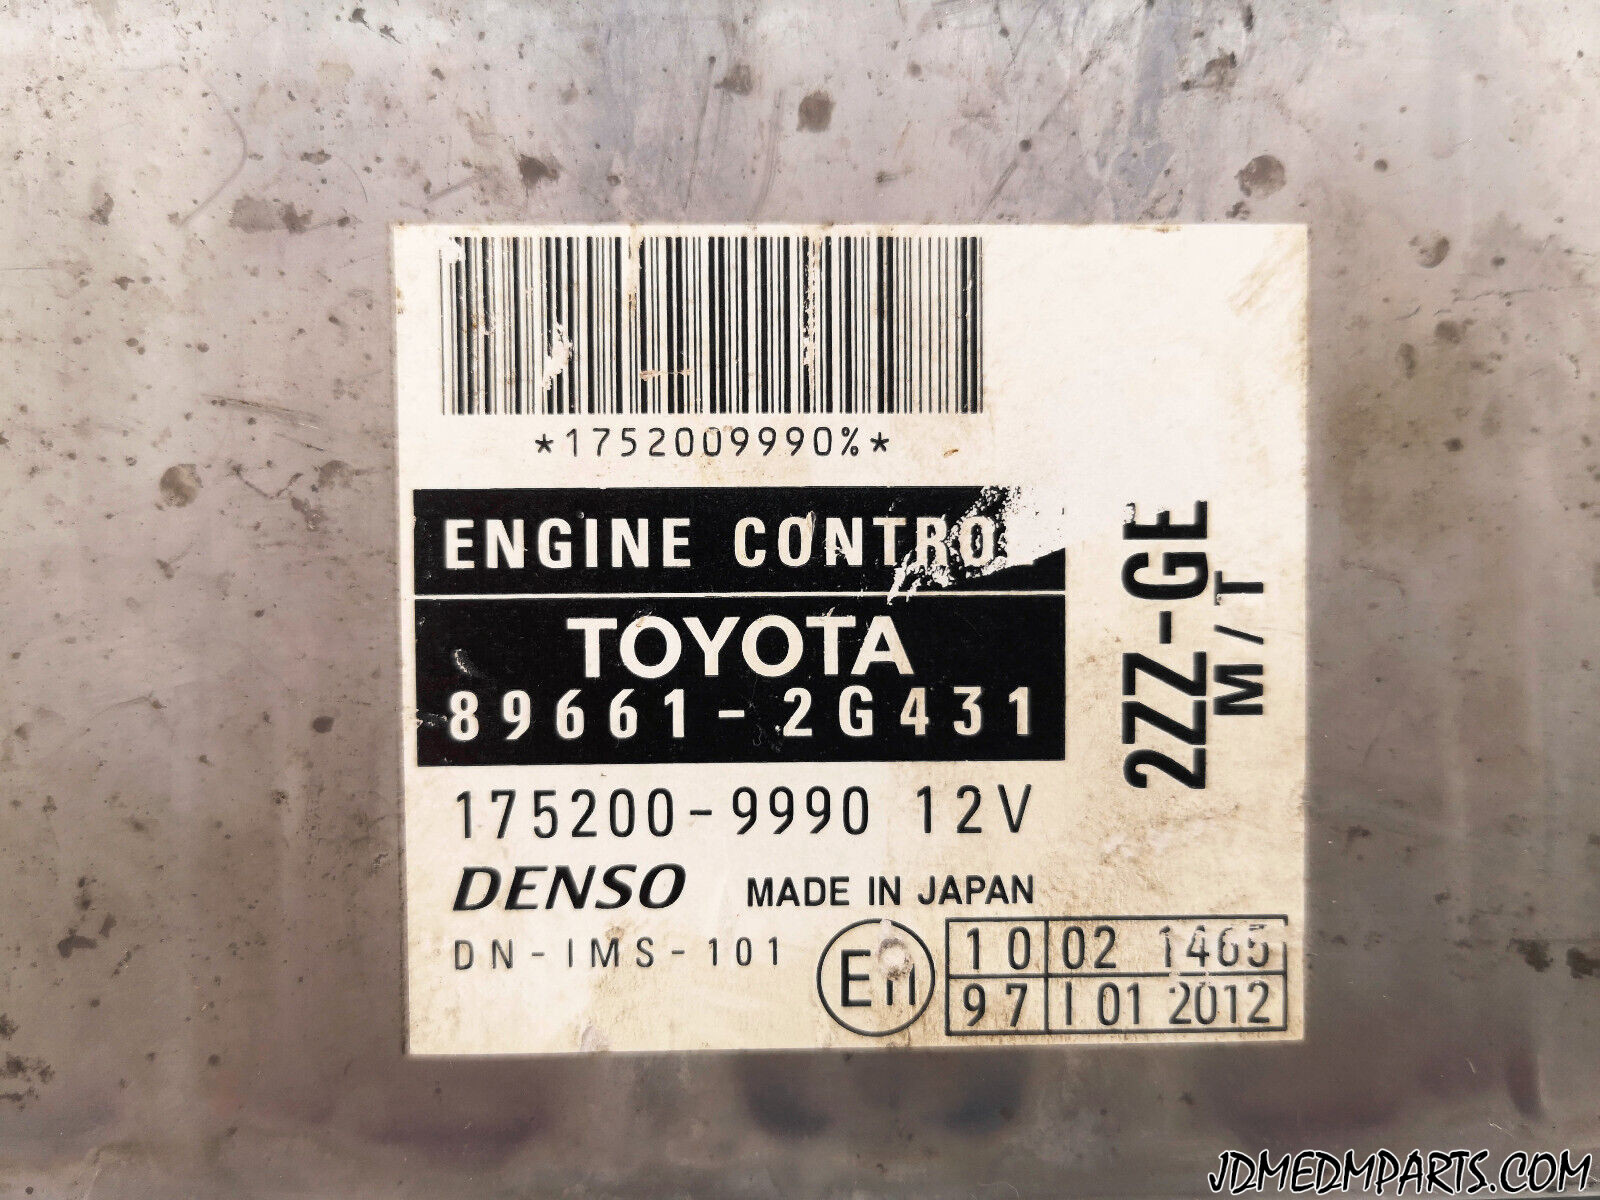 *1752009990%*
ENGINE CONTRO
TOYOTA
89661-2G431
175200-9990 12V
DENSO MADE IN JAPAN
DN-IMS-101
E11
10 02 1465
97 I 01 2012
2ZZ-GE
M/T
JDMEDMPARTS.COM